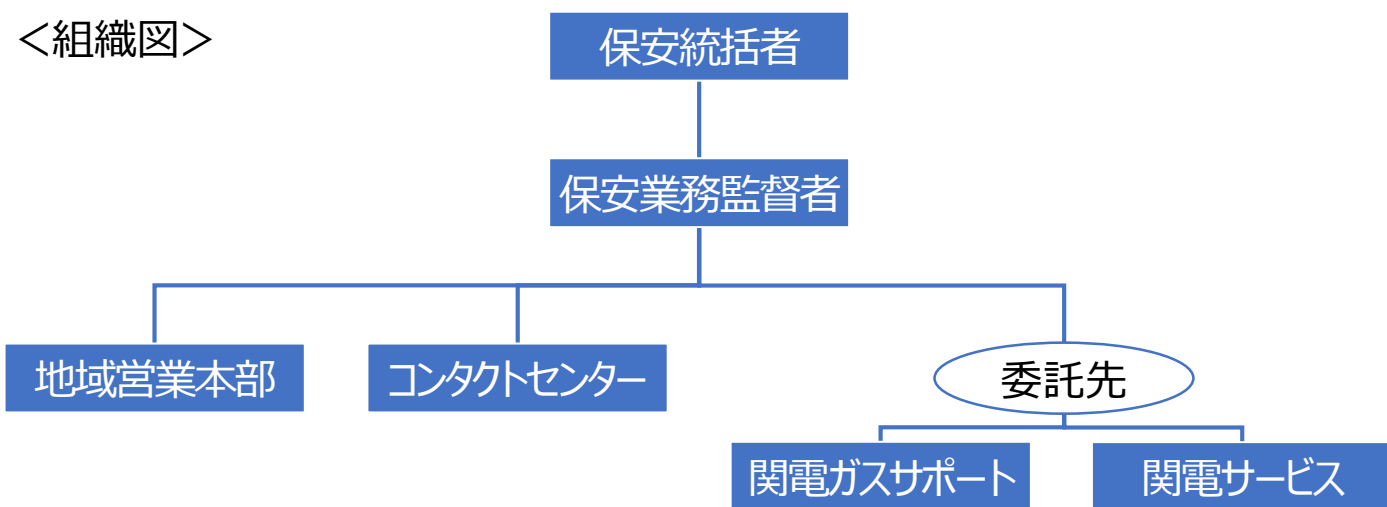 ＜組織図＞
保安統括者
保安業務監督者
地域営業本部
コンタクトセンター
委託先
関電ガスサポート
関電サービス